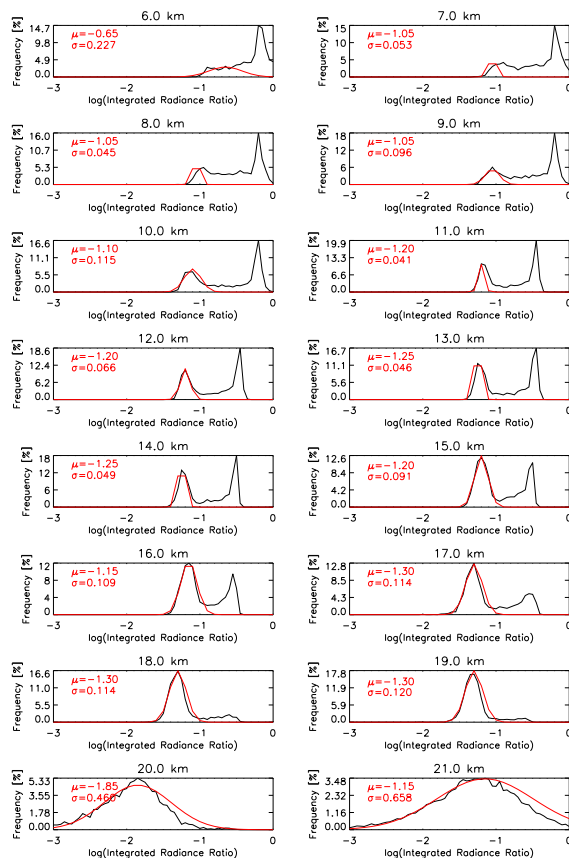 6.0 km
Frequency [%]
14.7
9.8
4.9
0.0
μ=−0.65
σ=0.227
−3 −2 −1 0
log(Integrated Radiance Ratio)
7.0 km
Frequency [%]
15
10
5
0
μ=−1.05
σ=0.053
−3 −2 −1 0
log(Integrated Radiance Ratio)
8.0 km
Frequency [%]
16.0
10.7
5.3
0.0
μ=−1.05
σ=0.045
−3 −2 −1 0
log(Integrated Radiance Ratio)
9.0 km
Frequency [%]
18
12
6
0
μ=−1.05
σ=0.096
−3 −2 −1 0
log(Integrated Radiance Ratio)
10.0 km
Frequency [%]
16.6
11.1
5.5
0.0
μ=−1.10
σ=0.115
−3 −2 −1 0
log(Integrated Radiance Ratio)
11.0 km
Frequency [%]
19.9
13.3
6.6
0.0
μ=−1.20
σ=0.041
−3 −2 −1 0
log(Integrated Radiance Ratio)
12.0 km
Frequency [%]
18.6
12.4
6.2
0.0
μ=−1.20
σ=0.066
−3 −2 −1 0
log(Integrated Radiance Ratio)
13.0 km
Frequency [%]
16.7
11.1
5.6
0.0
μ=−1.25
σ=0.046
−3 −2 −1 0
log(Integrated Radiance Ratio)
14.0 km
Frequency [%]
18
12
6
0
μ=−1.25
σ=0.049
−3 −2 −1 0
log(Integrated Radiance Ratio)
15.0 km
Frequency [%]
12.6
8.4
4.2
0.0
μ=−1.20
σ=0.091
−3 −2 −1 0
log(Integrated Radiance Ratio)
16.0 km
Frequency [%]
12
8
4
0
μ=−1.15
σ=0.109
−3 −2 −1 0
log(Integrated Radiance Ratio)
17.0 km
Frequency [%]
12.8
8.5
4.3
0.0
μ=−1.30
σ=0.114
−3 −2 −1 0
log(Integrated Radiance Ratio)
18.0 km
Frequency [%]
16.6
11.0
5.5
0.0
μ=−1.30
σ=0.114
−3 −2 −1 0
log(Integrated Radiance Ratio)
19.0 km
Frequency [%]
17.8
11.9
5.9
0.0
μ=−1.30
σ=0.120
−3 −2 −1 0
log(Integrated Radiance Ratio)
20.0 km
Frequency [%]
5.33
3.55
1.78
0.00
μ=−1.85
σ=0.466
−3 −2 −1 0
log(Integrated Radiance Ratio)
21.0 km
Frequency [%]
3.48
2.32
1.16
0.00
μ=−1.15
σ=0.658
−3 −2 −1 0
log(Integrated Radiance Ratio)